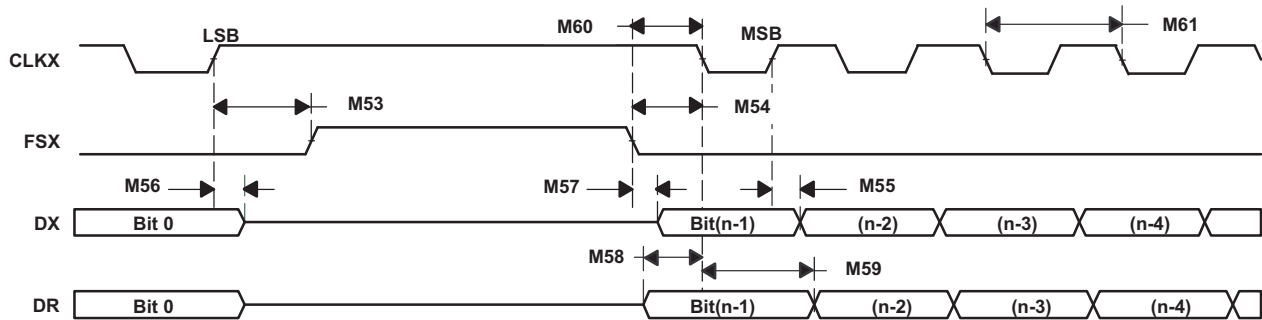 LSB
M60
MSB
M61
CLKX
M53
M54
FSX
M56
M57
M55
DX
Bit 0
Bit(n-1)
(n-2)
(n-3)
(n-4)
M58
M59
DR
Bit 0
Bit(n-1)
(n-2)
(n-3)
(n-4)